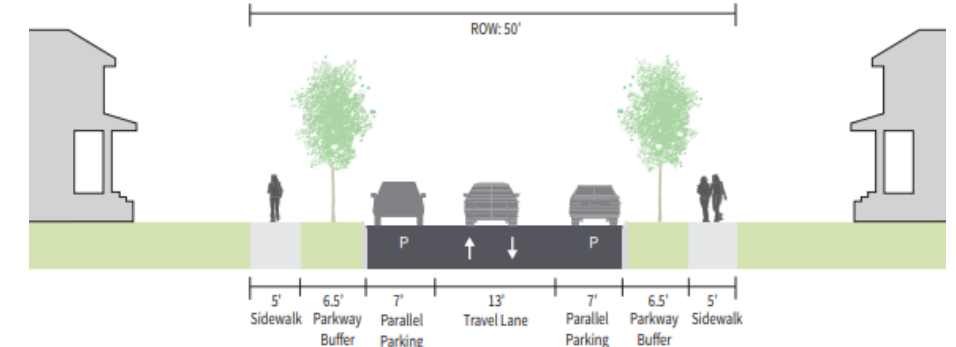 ROW: 50'
P
P
5' 6.5' 7' 13' 7' 6.5' 5'
Sidewalk Parkway Parallel Travel Lane Parallel Parkway Sidewalk
Buffer Parking Parking Buffer